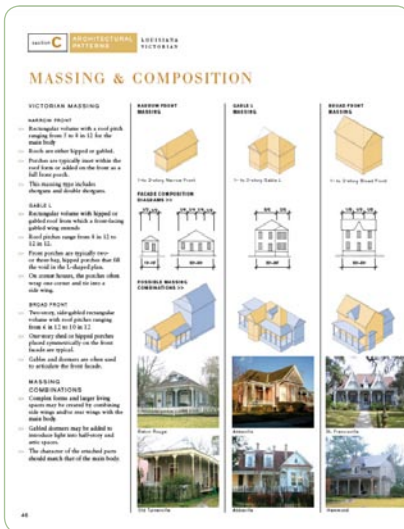 section C
ARCHITECTURAL
PATTERNS
LOUISIANA
VICTORIAN
MASSING & COMPOSITION
VICTORIAN MASSING
NARROW FRONT
Rectangular volume with a roof pitch
ranging from 7 to 8 in 12 for the
main body
Roofs are either hipped or gabled.
Porches are typically inset within the
roof form or added on the front as a
full front porch.
This massing type includes
shotguns and double shotguns.
GABLE L
Rectangular volume with hipped or
gabled roof from which a front-facing
gabled wing extends
Roof pitches range from 8 in 12 to
12 in 12.
Front porches are typically two-
or three-bay, hipped porches that fill
the void in the L-shaped plan.
On corner houses, the porches often
wrap one corner and tie into a
side wing.
BROAD FRONT
Two-story, side-gabled rectangular
volume with roof pitches ranging
from 6 in 12 to 10 in 12
One-story shed or hipped porches
placed symmetrically on the front
facade are typical.
Gables and dormers are often used
to articulate the front facade.
MASSING
COMBINATIONS
Complex forms and larger living
spaces may be created by combining
side wings and/or rear wings with the
main body.
Gabled dormers may be added to
introduce light into half-story and
attic spaces.
The character of the attached parts
should match that of the main body.
NARROW FRONT
MASSING
GABLE L
MASSING
BROAD FRONT
MASSING
FACADE COMPOSITION
DIAGRAMS
POSSIBLE MASSING
COMBINATIONS
Baton Rouge
St. Francisville
Abbeville
Hammond